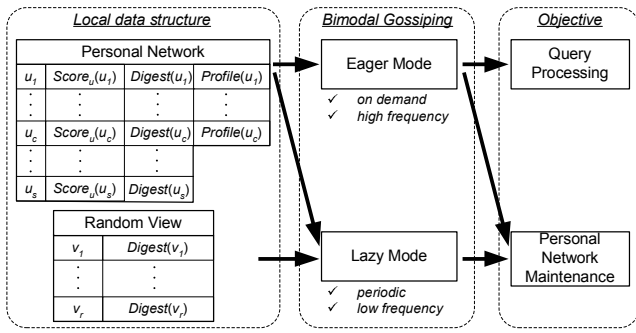 Local data structure
Bimodal Gossiping
Objective
Personal Network
u1 Scoreu(u1) Digest(u1) Profile(u1)
. . . .
. . . .
. . . .
uc Scoreu(uc) Digest(uc) Profile(uc)
. . .
. . .
. . .
us Scoreu(us) Digest(us)
Random View
v1 Digest(v1)
. .
. .
. .
vr Digest(vr)
Eager Mode
✓ on demand
✓ high frequency
Lazy Mode
✓ periodic
✓ low frequency
Query
Processing
Personal
Network
Maintenance